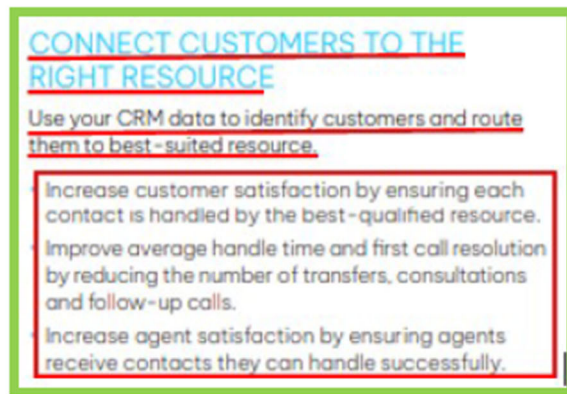 CONNECT CUSTOMERS TO THE
RIGHT RESOURCE
Use your CRM data to identify customers and route
them to best-suited resource.
Increase customer satisfaction by ensuring each
contact is handled by the best-qualified resource.
Improve average handle time and first call resolution
by reducing the number of transfers, consultations
and follow-up calls.
Increase agent satisfaction by ensuring agents
receive contacts they can handle successfully.